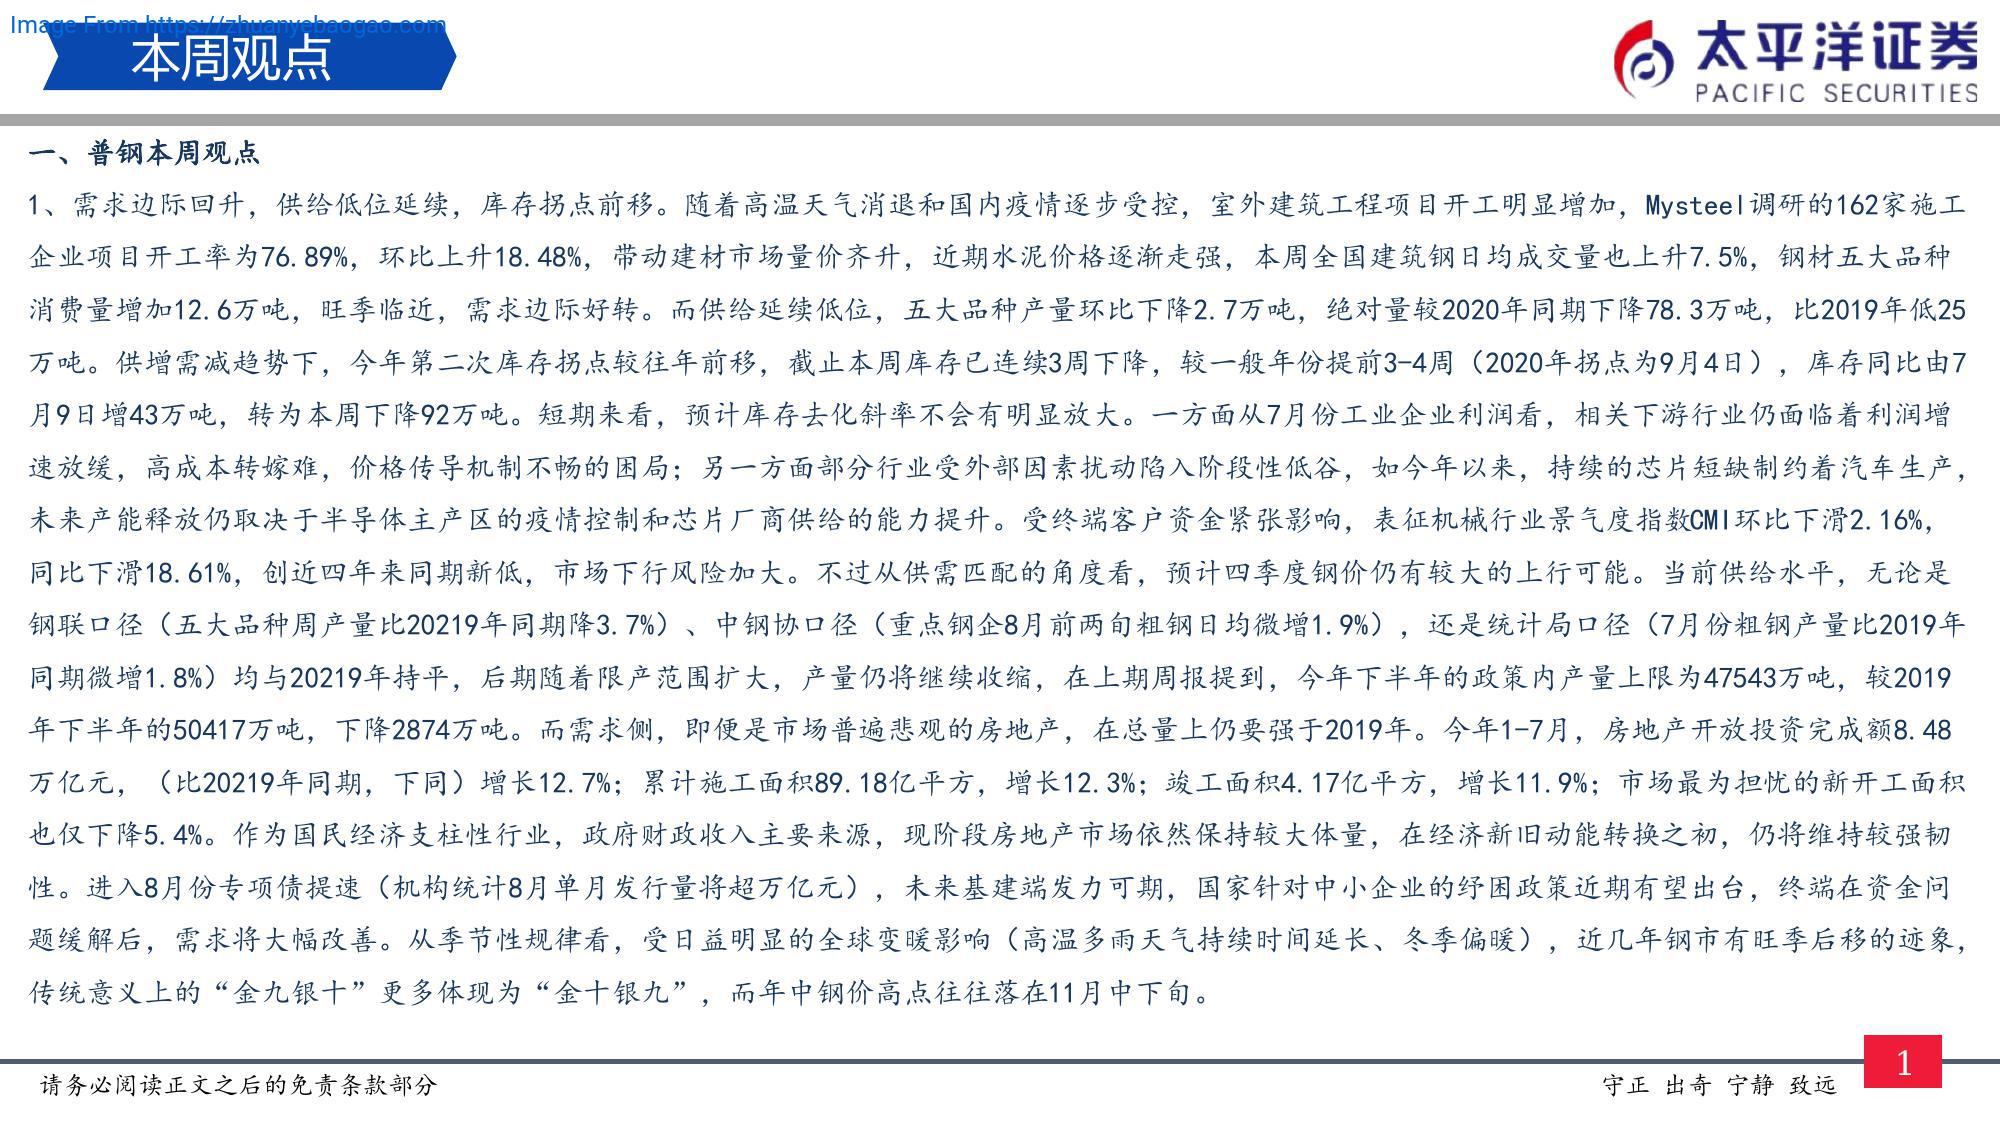 Image From https://zhuanyebaogao.com
本周观点
太平洋证券
PACIFIC SECURITIES
一、普钢本周观点
1、需求边际回升，供给低位延续，库存拐点前移。随着高温天气消退和国内疫情逐步受控，室外建筑工程项目开工明显增加，Mysteel调研的162家施工
企业项目开工率为76.89%，环比上升18.48%，带动建材市场量价齐升，近期水泥价格逐渐走强，本周全国建筑钢日均成交量也上升7.5%，钢材五大品种
消费量增加12.6万吨，旺季临近，需求边际好转。而供给延续低位，五大品种产量环比下降2.7万吨，绝对量较2020年同期下降78.3万吨，比2019年低25
万吨。供增需减趋势下，今年第二次库存拐点较往年前移，截止本周库存已连续3周下降，较一般年份提前3-4周（2020年拐点为9月4日），库存同比由7
月9日增43万吨，转为本周下降92万吨。短期来看，预计库存去化斜率不会有明显放大。一方面从7月份工业企业利润看，相关下游行业仍面临着利润增
速放缓，高成本转嫁难，价格传导机制不畅的困局；另一方面部分行业受外部因素扰动陷入阶段性低谷，如今年以来，持续的芯片短缺制约着汽车生产，
未来产能释放仍取决于半导体主产区的疫情控制和芯片厂商供给的能力提升。受终端客户资金紧张影响，表征机械行业景气度指数CMI环比下滑2.16%，
同比下滑18.61%，创近四年来同期新低，市场下行风险加大。不过从供需匹配的角度看，预计四季度钢价仍有较大的上行可能。当前供给水平，无论是
钢联口径（五大品种周产量比20219年同期降3.7%）、中钢协口径（重点钢企8月前两旬粗钢日均微增1.9%），还是统计局口径（7月份粗钢产量比2019年
同期微增1.8%）均与20219年持平，后期随着限产范围扩大，产量仍将继续收缩，在上期周报提到，今年下半年的政策内产量上限为47543万吨，较2019
年下半年的50417万吨，下降2874万吨。而需求侧，即便是市场普遍悲观的房地产，在总量上仍要强于2019年。今年1-7月，房地产开放投资完成额8.48
万亿元，（比20219年同期，下同）增长12.7%；累计施工面积89.18亿平方，增长12.3%；竣工面积4.17亿平方，增长11.9%；市场最为担忧的新开工面积
也仅下降5.4%。作为国民经济支柱性行业，政府财政收入主要来源，现阶段房地产市场依然保持较大体量，在经济新旧动能转换之初，仍将维持较强韧
性。进入8月份专项债提速（机构统计8月单月发行量将超万亿元），未来基建端发力可期，国家针对中小企业的纾困政策近期有望出台，终端在资金问
题缓解后，需求将大幅改善。从季节性规律看，受日益明显的全球变暖影响（高温多雨天气持续时间延长、冬季偏暖），近几年钢市有旺季后移的迹象，
传统意义上的“金九银十”更多体现为“金十银九”，而年中钢价高点往往落在11月中下旬。
请务必阅读正文之后的免责条款部分
守正 出奇 宁静 致远
1